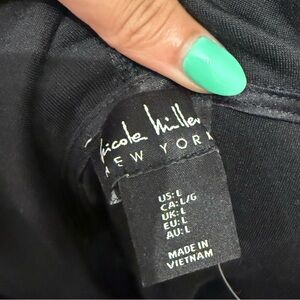 nicole miller
NEW YORK
US: L
CA: L/G
UK: L
EU: L
AU: L
MADE IN
VIETNAM